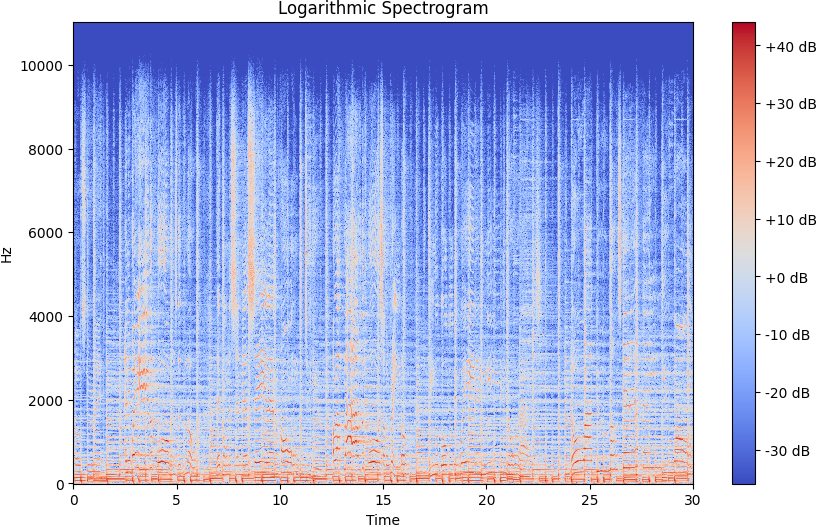 Logarithmic Spectrogram
Hz
10000
8000
6000
4000
2000
0
0 5 10 15 20 25 30
Time
+40 dB
+30 dB
+20 dB
+10 dB
+0 dB
-10 dB
-20 dB
-30 dB